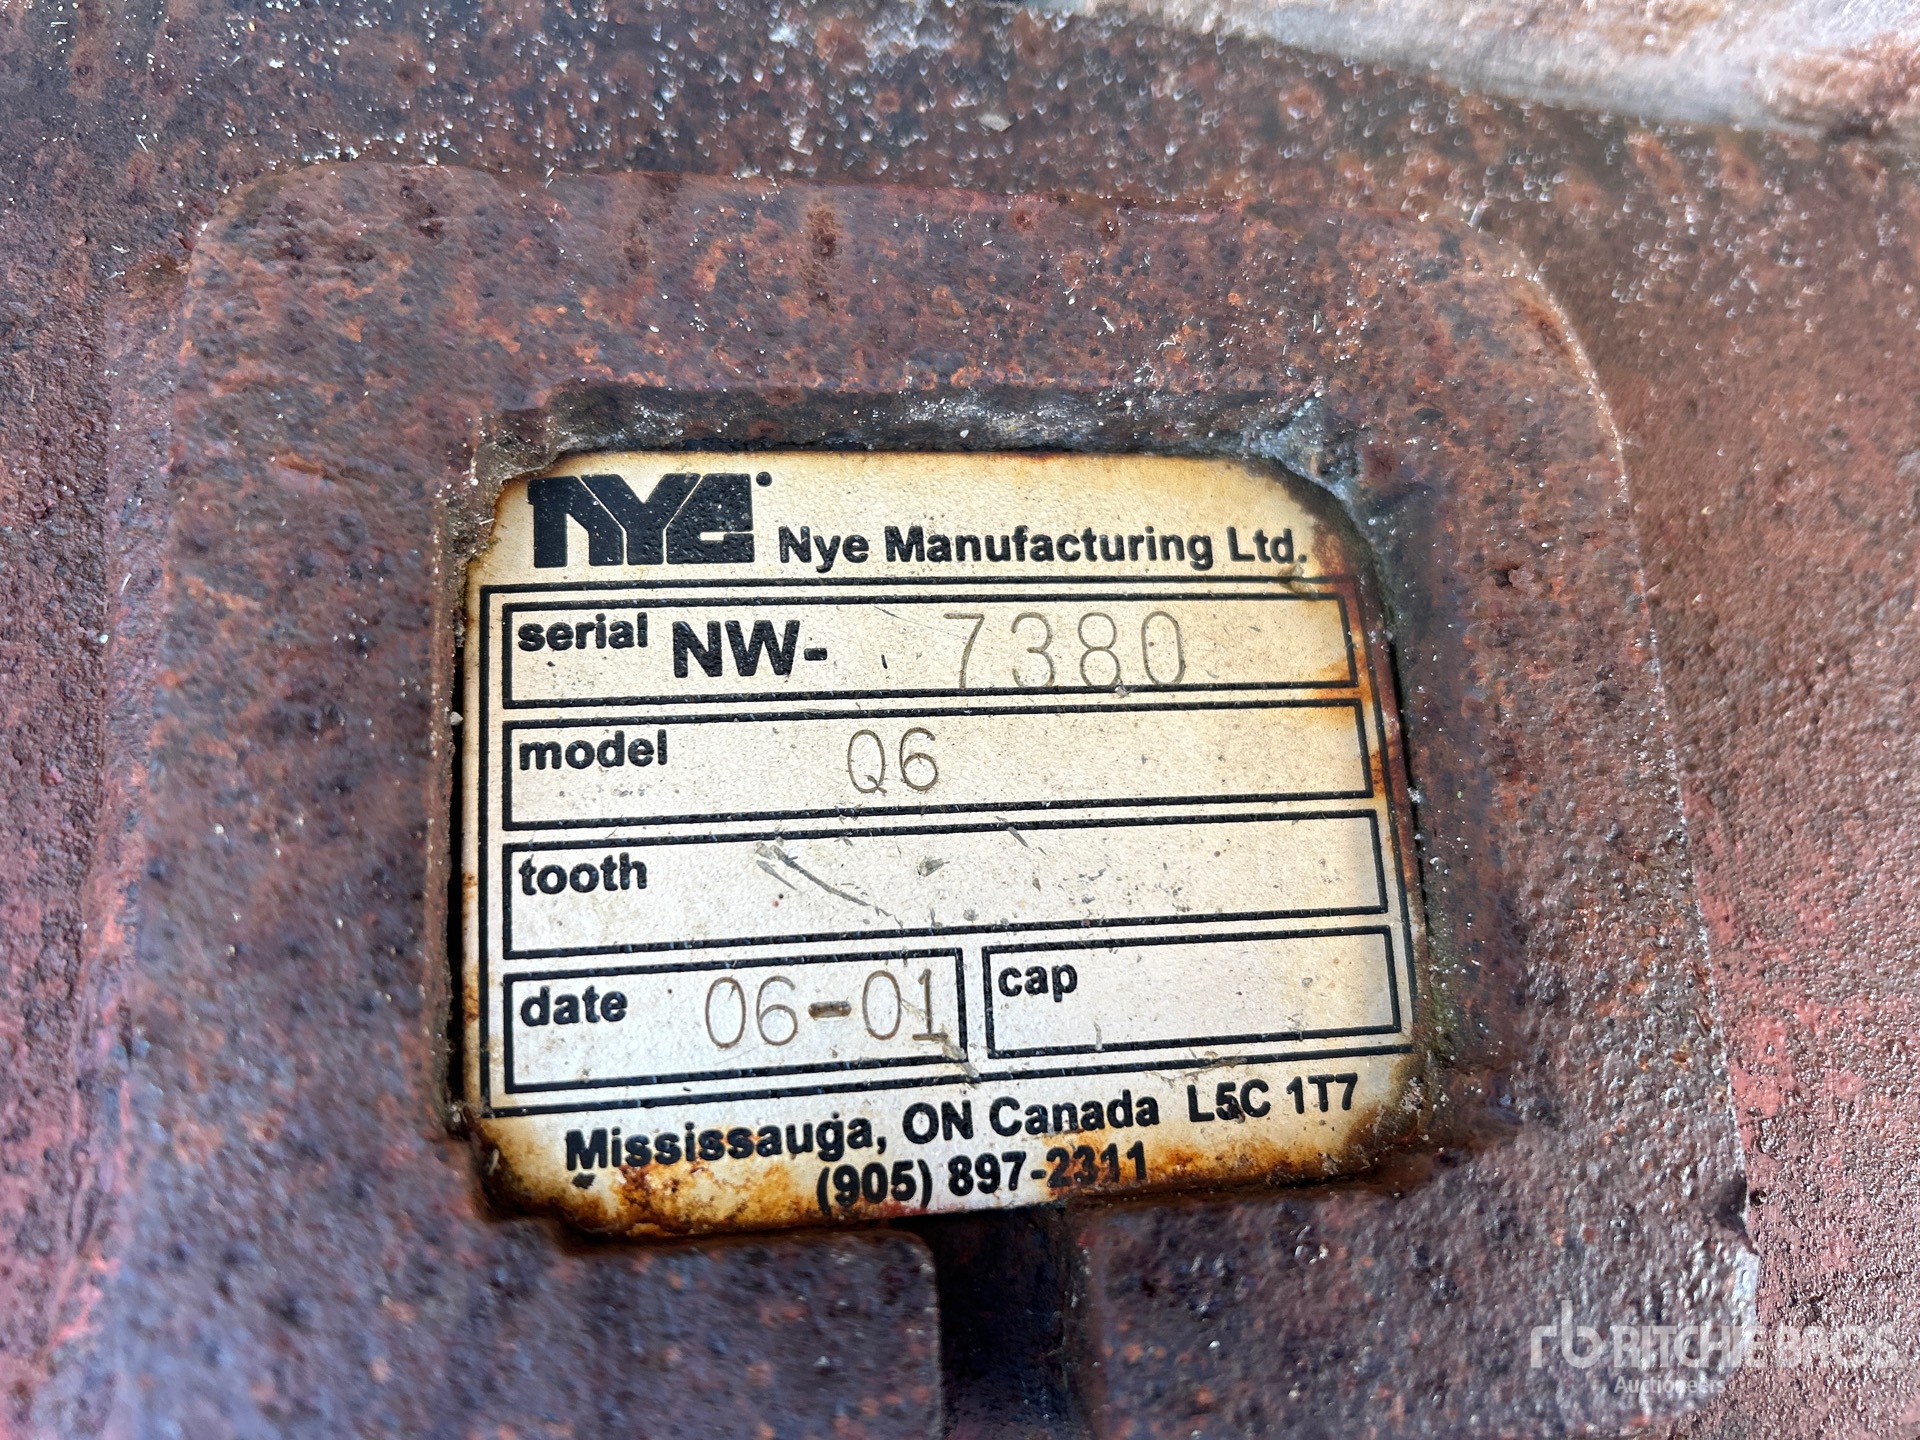 NYE Nye Manufacturing Ltd.
serial NW- 7380
model Q6
tooth
date 06-01 cap
Mississauga, ON Canada L5C 1T7
(905) 897-2311
rb RITCHIE BROS
Auctioneers